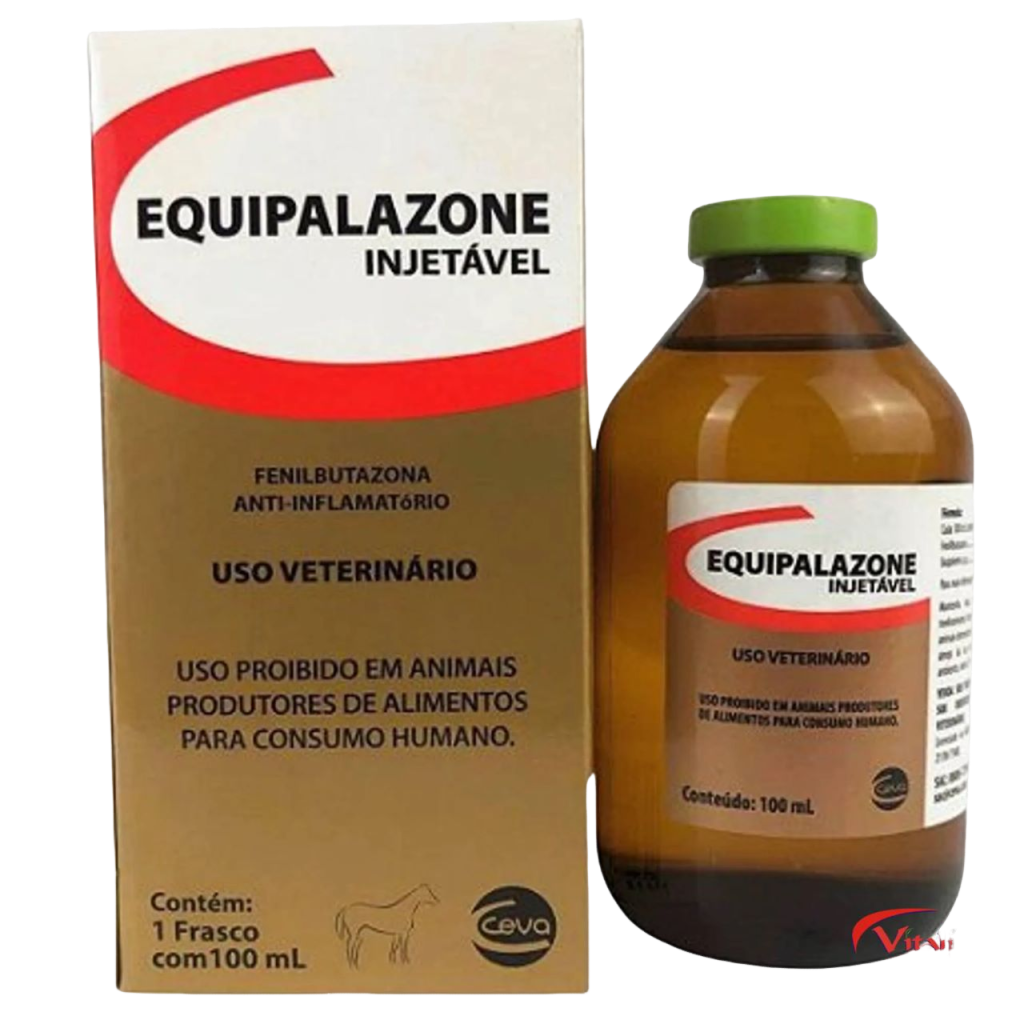 EQUIPALAZONE
INJETÁVEL
FENILBUTAZONA
ANTI-INFLAMATóRIO
USO VETERINÁRIO
USO PROIBIDO EM ANIMAIS
PRODUTORES DE ALIMENTOS
PARA CONSUMO HUMANO.
Contém:
1 Frasco
com100 mL
Ceva
EQUIPALAZONE
INJETÁVEL
USO VETERINÁRIO
USO PROIBIDO EM ANIMAIS PRODUTORES
DE ALIMENTOS PARA CONSUMO HUMANO.
Conteúdo: 100 mL
Ceva